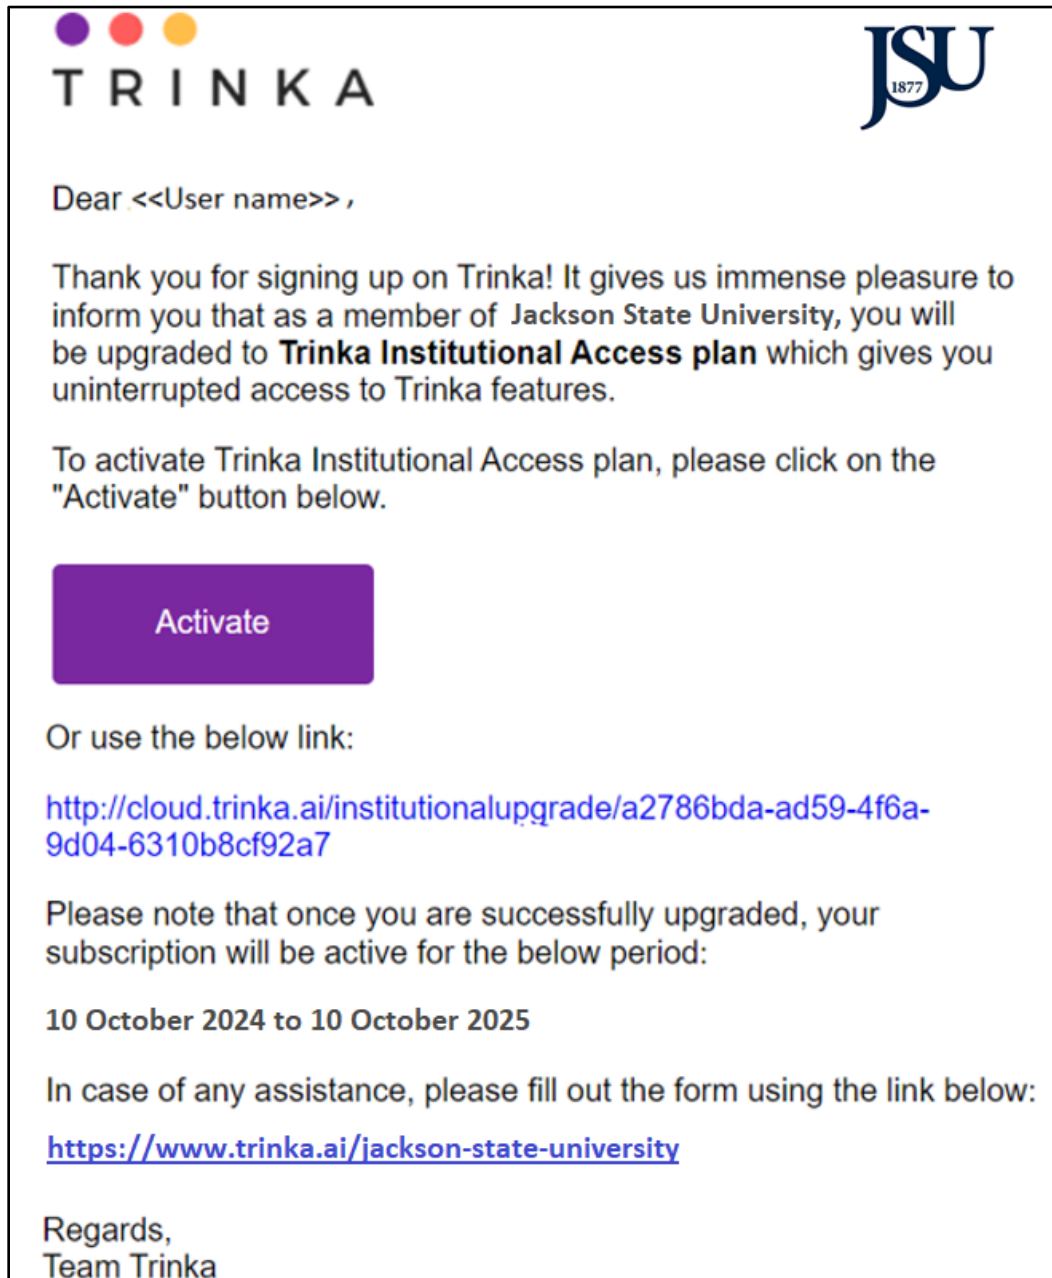 TRINKA
JSU
1877
Dear <<User name>>,
Thank you for signing up on Trinka! It gives us immense pleasure to
inform you that as a member of Jackson State University, you will
be upgraded to Trinka Institutional Access plan which gives you
uninterrupted access to Trinka features.
To activate Trinka Institutional Access plan, please click on the
"Activate" button below.
Activate
Or use the below link:
http://cloud.trinka.ai/institutionalupgrade/a2786bda-ad59-4f6a-
9d04-6310b8cf92a7
Please note that once you are successfully upgraded, your
subscription will be active for the below period:
10 October 2024 to 10 October 2025
In case of any assistance, please fill out the form using the link below:
https://www.trinka.ai/jackson-state-university
Regards,
Team Trinka